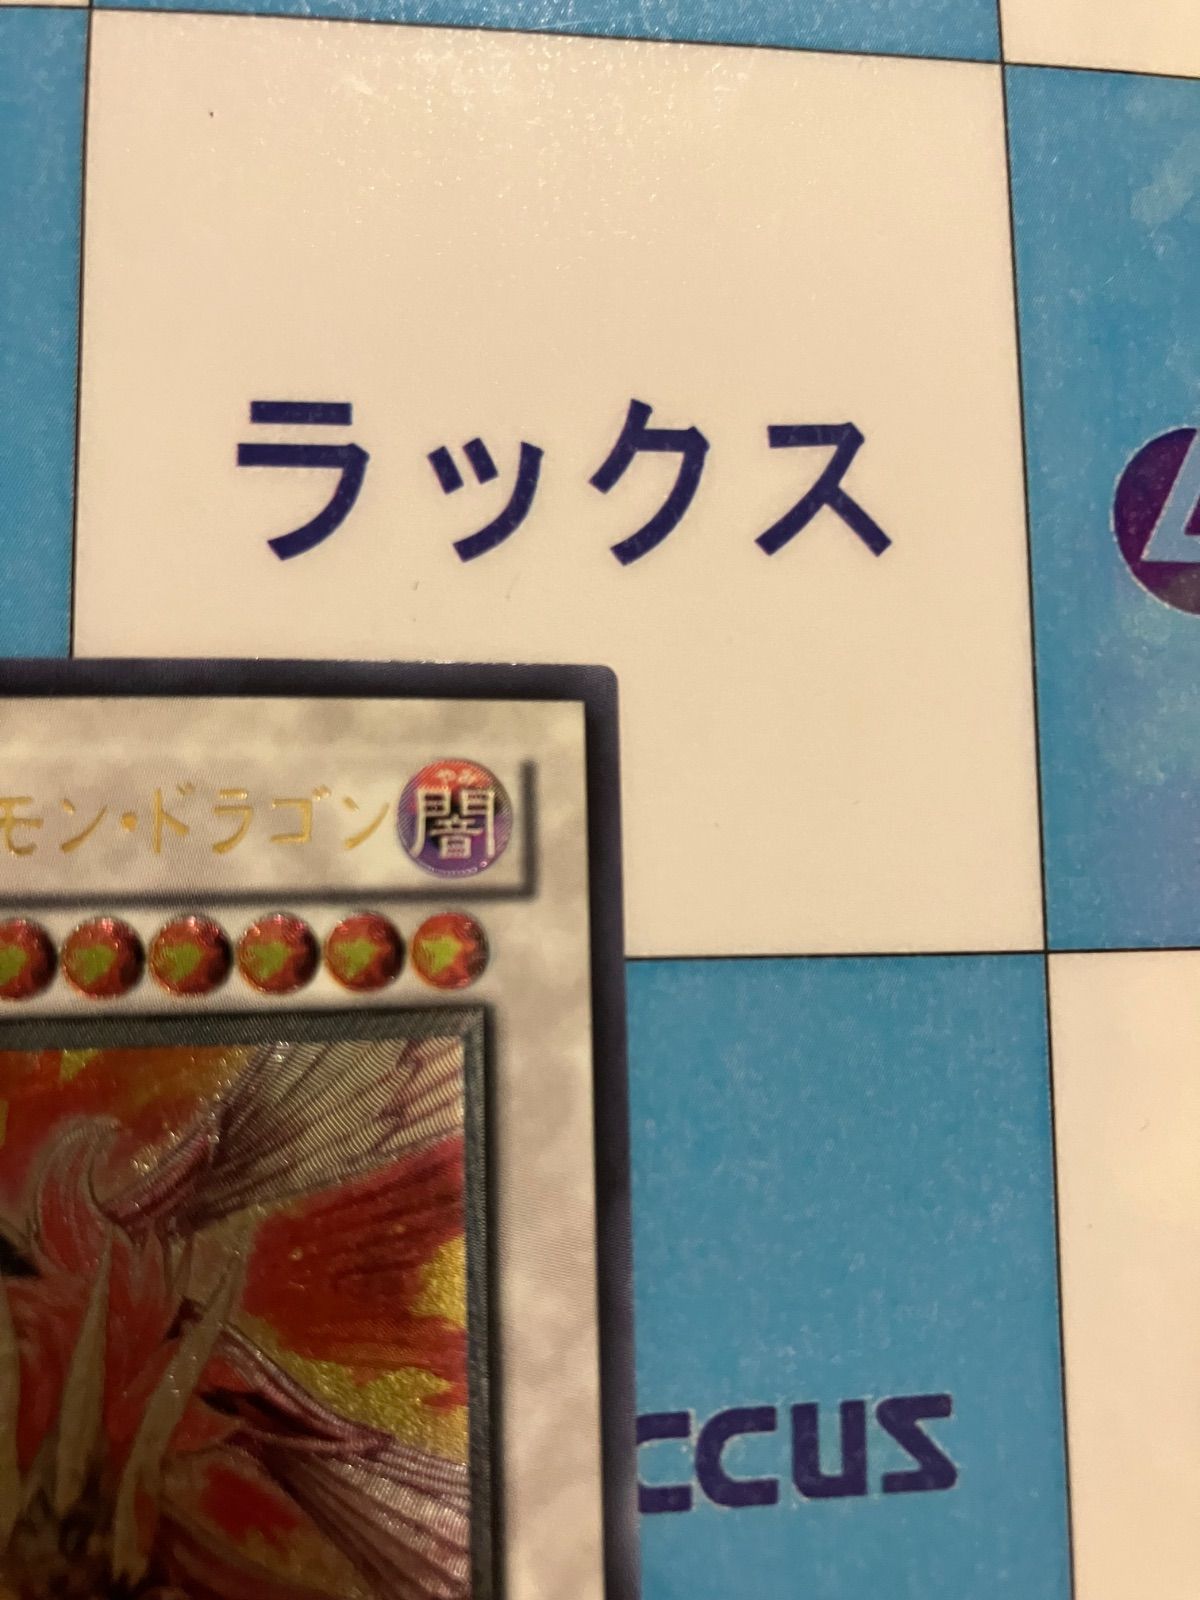 ラックス
モン・ドラゴン
やみ
闇
ccus